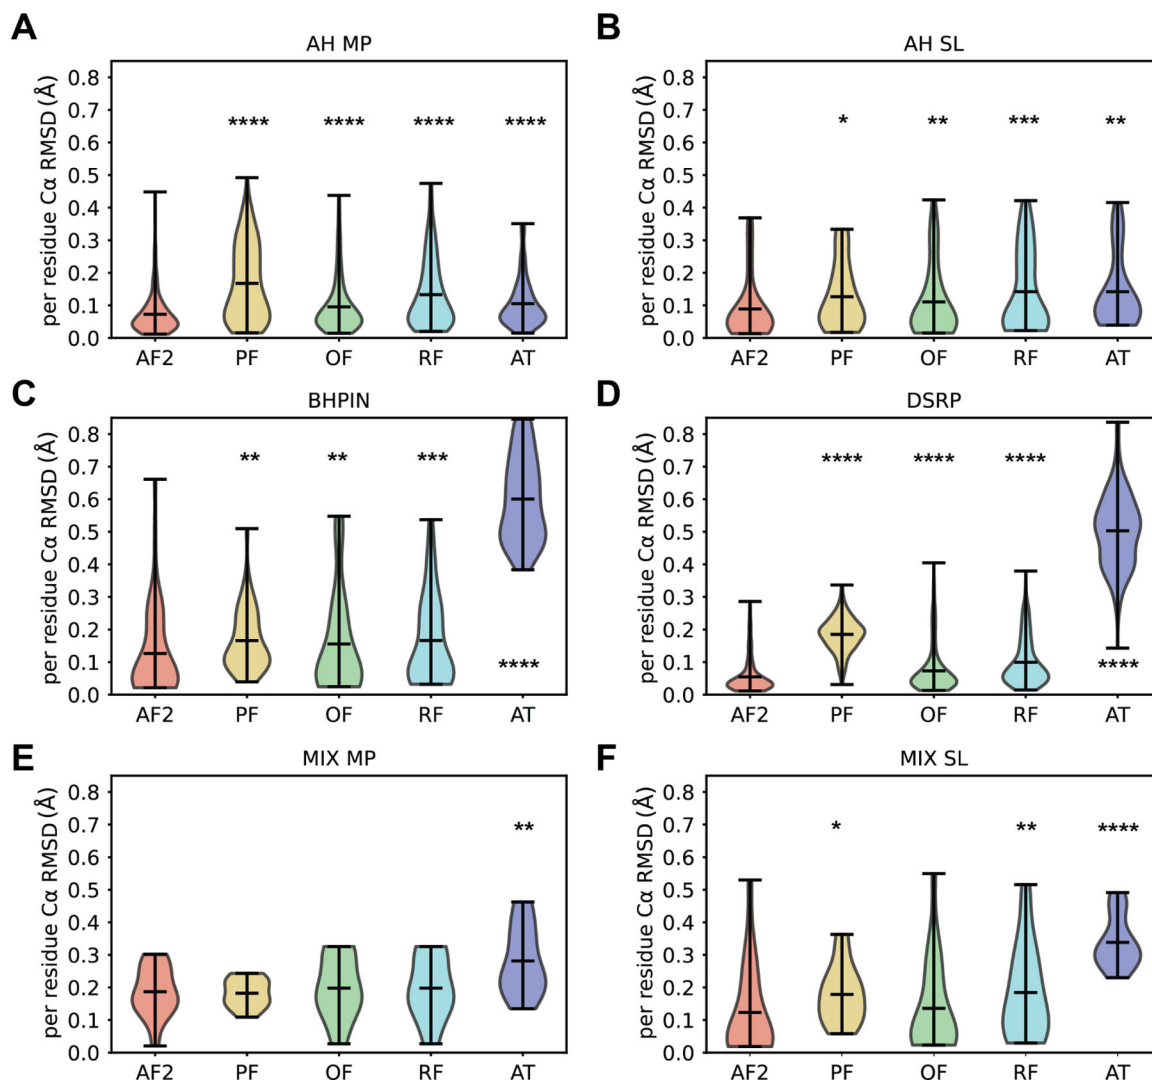 A
AH MP
per residue Cα RMSD (Å)
0.8
0.7
0.6
0.5
0.4
0.3
0.2
0.1
0.0
**** **** **** ****
AF2 PF OF RF AT
B
AH SL
per residue Cα RMSD (Å)
0.8
0.7
0.6
0.5
0.4
0.3
0.2
0.1
0.0
* ** *** **
AF2 PF OF RF AT
C
BHPIN
per residue Cα RMSD (Å)
0.8
0.7
0.6
0.5
0.4
0.3
0.2
0.1
0.0
** ** ***
****
AF2 PF OF RF AT
D
DSRP
per residue Cα RMSD (Å)
0.8
0.7
0.6
0.5
0.4
0.3
0.2
0.1
0.0
**** **** ****
****
AF2 PF OF RF AT
E
MIX MP
per residue Cα RMSD (Å)
0.8
0.7
0.6
0.5
0.4
0.3
0.2
0.1
0.0
**
AF2 PF OF RF AT
F
MIX SL
per residue Cα RMSD (Å)
0.8
0.7
0.6
0.5
0.4
0.3
0.2
0.1
0.0
* ** ****
AF2 PF OF RF AT